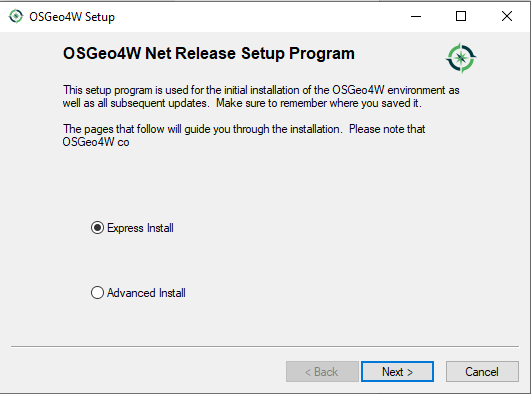 OSGeo4W Setup
OSGeo4W Net Release Setup Program
This setup program is used for the initial installation of the OSGeo4W environment as
well as all subsequent updates.  Make sure to remember where you saved it.
The pages that follow will guide you through the installation.  Please note that
OSGeo4W co
Express Install
Advanced Install
< Back
Next >
Cancel